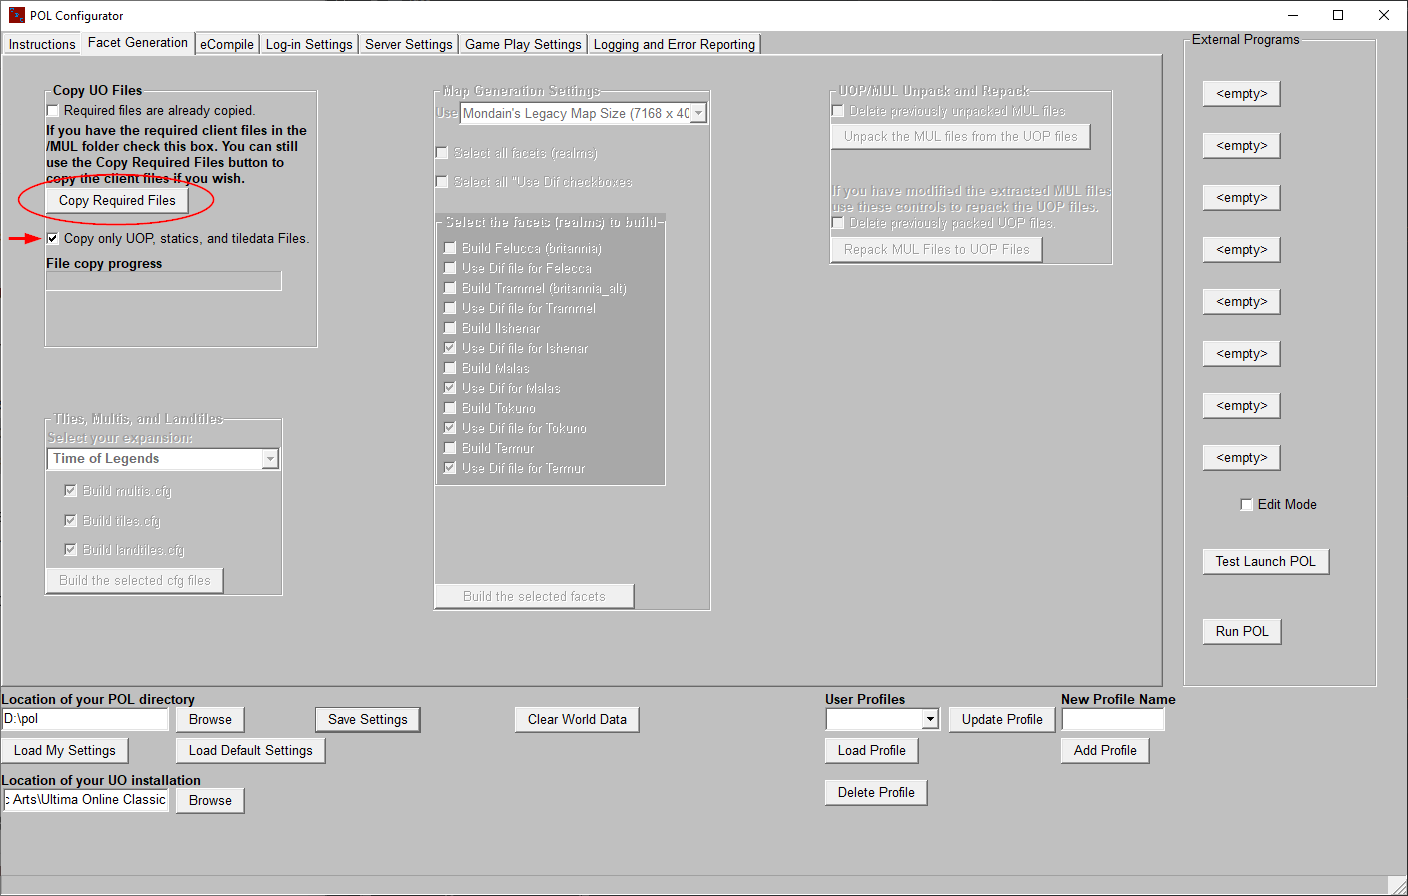 POL Configurator
Instructions
Facet Generation
eCompile
Log-in Settings
Server Settings
Game Play Settings
Logging and Error Reporting
Copy UO Files
Required files are already copied.
If you have the required client files in the
/MUL folder check this box. You can still
use the Copy Required Files button to
copy the client files if you wish.
Copy Required Files
Copy only UOP, statics, and tiledata Files.
File copy progress
Tlies, Multis, and Landtiles
Select your expansion:
Time of Legends
Build multis.cfg
Build tiles.cfg
Build landtiles.cfg
Build the selected cfg files
Map Generation Settings
Use
Mondain's Legacy Map Size (7168 x 40
Select all facets (realms)
Select all "Use Dif checkboxes
Select the facets (realms) to build
Build Felucca (britannia)
Use Dif file for Felecca
Build Trammel (britannia_alt)
Use Dif file for Trammel
Build Ilshenar
Use Dif file for Ishenar
Build Malas
Use Dif for Malas
Build Tokuno
Use Dif file for Tokuno
Build Termur
Use Dif file for Termur
Build the selected facets
UOP/MUL Unpack and Repack
Delete previously unpacked MUL files
Unpack the MUL files from the UOP files
If you have modified the extracted MUL files
use these controls to repack the UOP files.
Delete previously packed UOP files.
Repack MUL Files to UOP Files
External Programs
<empty>
<empty>
<empty>
<empty>
<empty>
<empty>
<empty>
<empty>
Edit Mode
Test Launch POL
Run POL
Location of your POL directory
D:\pol
Browse
Save Settings
Clear World Data
Load My Settings
Load Default Settings
Location of your UO installation
c Arts\Ultima Online Classic
Browse
User Profiles
Update Profile
New Profile Name
Load Profile
Add Profile
Delete Profile